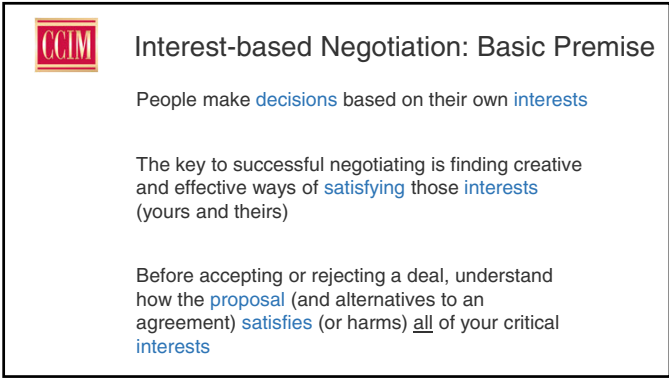 CCIM
Interest-based Negotiation: Basic Premise
People make decisions based on their own interests
The key to successful negotiating is finding creative
and effective ways of satisfying those interests
(yours and theirs)
Before accepting or rejecting a deal, understand
how the proposal (and alternatives to an
agreement) satisfies (or harms) all of your critical
interests